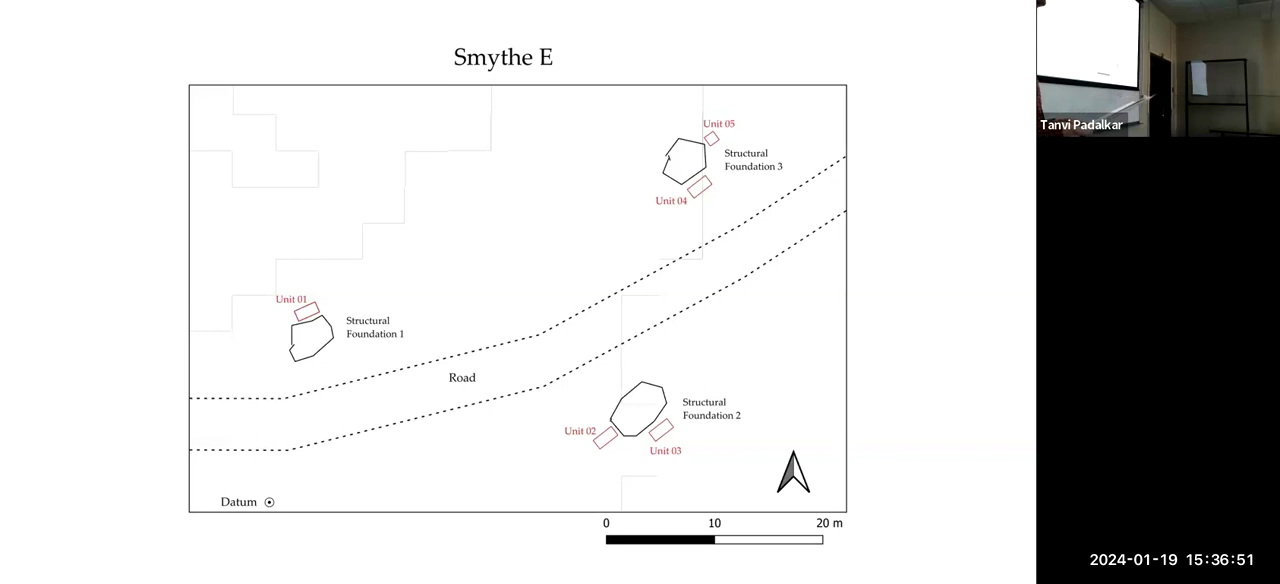 Smythe E
Unit 05
Structural
Foundation 3
Unit 04
Unit 01
Structural
Foundation 1
Road
Structural
Foundation 2
Unit 02
Unit 03
Datum
0 10 20 m
Tanvi Padalkar
2024-01-19 15:36:51